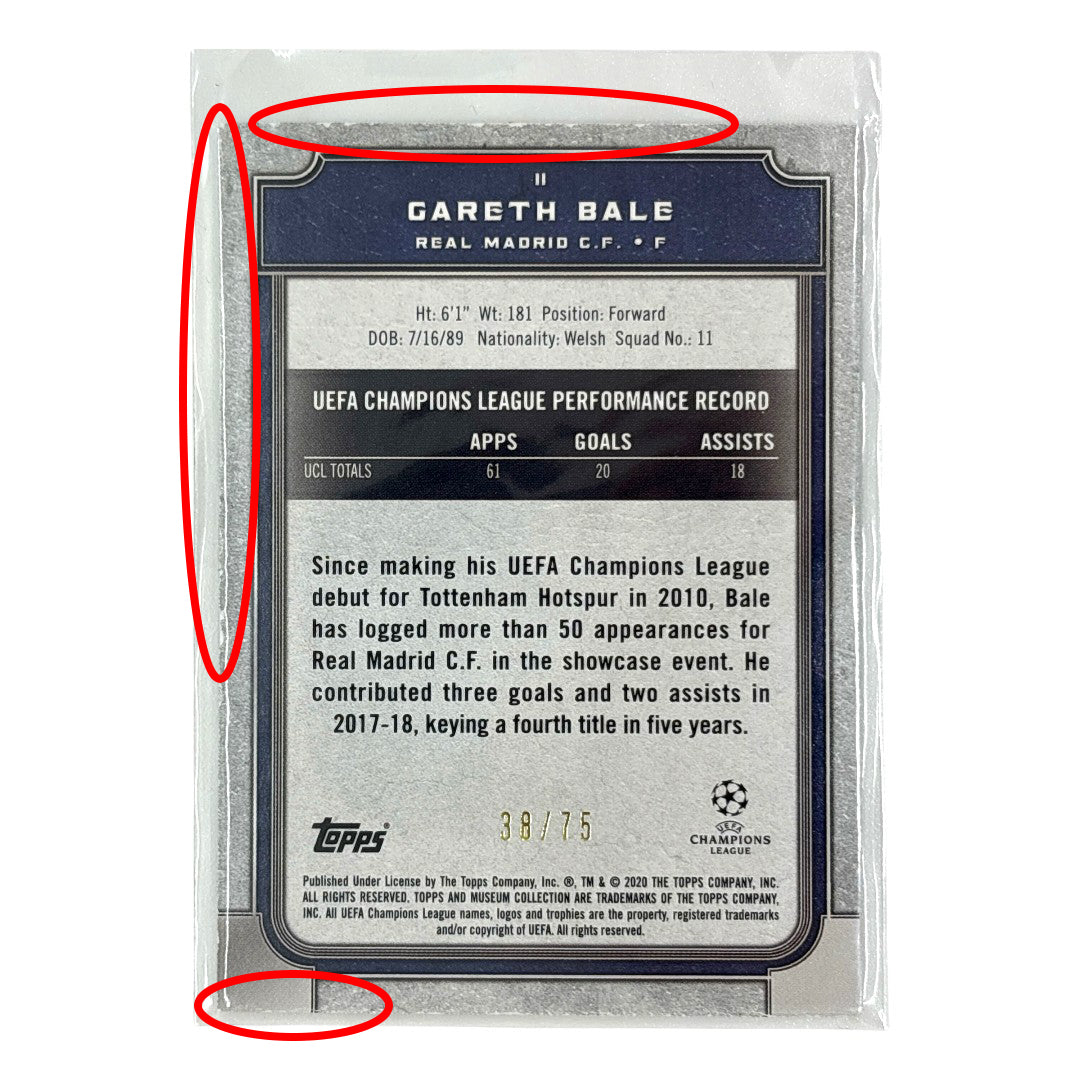 11
GARETH BALE
REAL MADRID C.F. • F
Ht: 6'1" Wt: 181 Position: Forward
DOB: 7/16/89 Nationality: Welsh Squad No.: 11
UEFA CHAMPIONS LEAGUE PERFORMANCE RECORD
APPS GOALS ASSISTS
UCL TOTALS 61 20 18
Since making his UEFA Champions League
debut for Tottenham Hotspur in 2010, Bale
has logged more than 50 appearances for
Real Madrid C.F. in the showcase event. He
contributed three goals and two assists in
2017-18, keying a fourth title in five years.
topps®
38/75
UEFA
CHAMPIONS
LEAGUE
Published Under License by The Topps Company, Inc. ®, TM & © 2020 THE TOPPS COMPANY, INC.
ALL RIGHTS RESERVED. TOPPS AND MUSEUM COLLECTION ARE TRADEMARKS OF THE TOPPS COMPANY,
INC. All UEFA Champions League names, logos and trophies are the property, registered trademarks
and/or copyright of UEFA. All rights reserved.